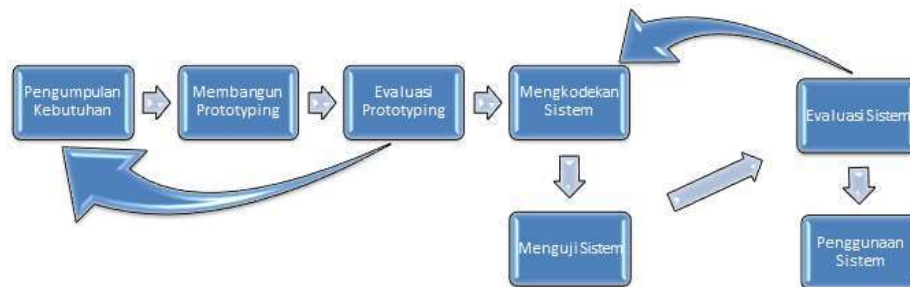 Pengumpulan
Kebutuhan
Membangun
Prototyping
Evaluasi
Prototyping
Mengkodekan
Sistem
Evaluasi Sistem
Menguji Sistem
Penggunaan
Sistem